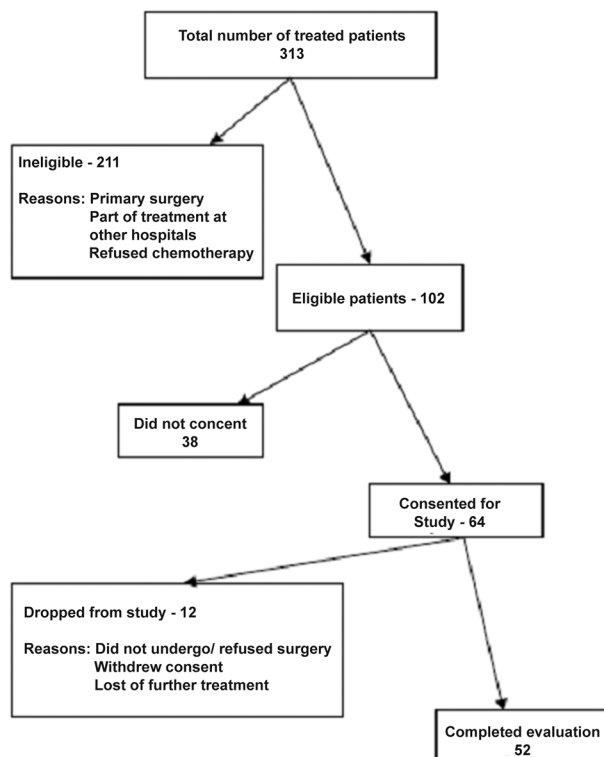 Total number of treated patients
313
Ineligible - 211
Reasons: Primary surgery
Part of treatment at
other hospitals
Refused chemotherapy
Eligible patients - 102
Did not concent
38
Consented for
Study - 64
Dropped from study - 12
Reasons: Did not undergo/ refused surgery
Withdrew consent
Lost of further treatment
Completed evaluation
52